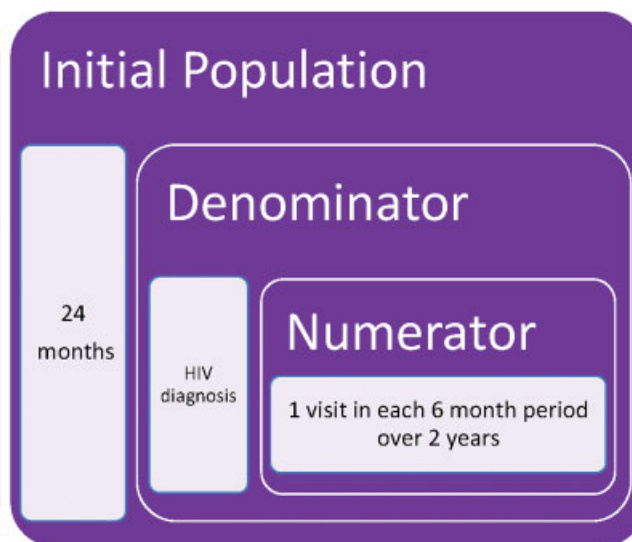 Initial Population
24
months
Denominator
HIV
diagnosis
Numerator
1 visit in each 6 month period
over 2 years